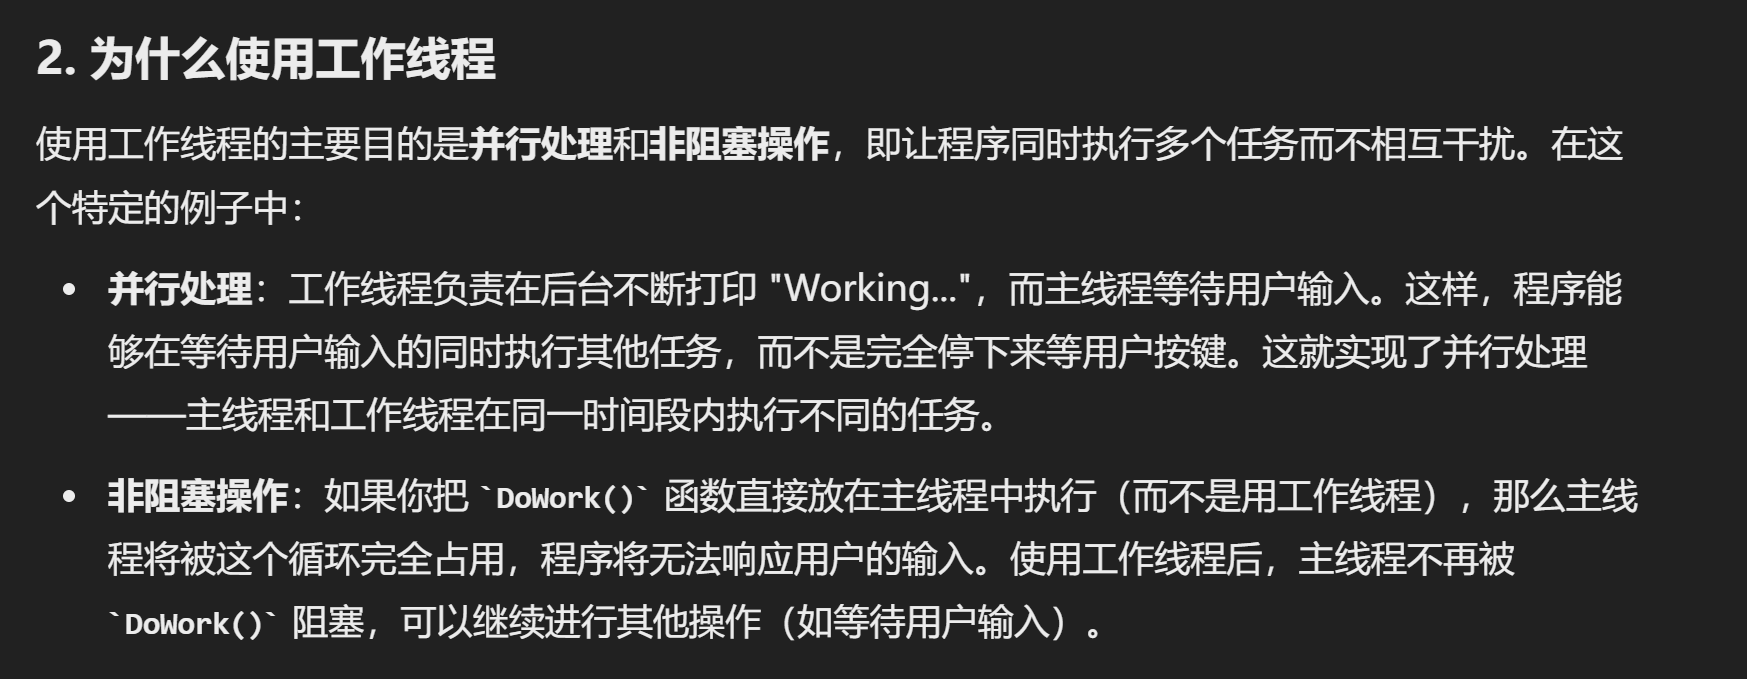 2. 为什么使用工作线程
使用工作线程的主要目的是并行处理和非阻塞操作，即让程序同时执行多个任务而不相互干扰。在这
个特定的例子中：
• 并行处理：工作线程负责在后台不断打印 "Working..."，而主线程等待用户输入。这样，程序能
够在等待用户输入的同时执行其他任务，而不是完全停下来等用户按键。这就实现了并行处理
——主线程和工作线程在同一时间段内执行不同的任务。
• 非阻塞操作：如果你把 `DoWork()` 函数直接放在主线程中执行（而不是用工作线程），那么主线
程将被这个循环完全占用，程序将无法响应用户的输入。使用工作线程后，主线程不再被
`DoWork()` 阻塞，可以继续进行其他操作（如等待用户输入）。